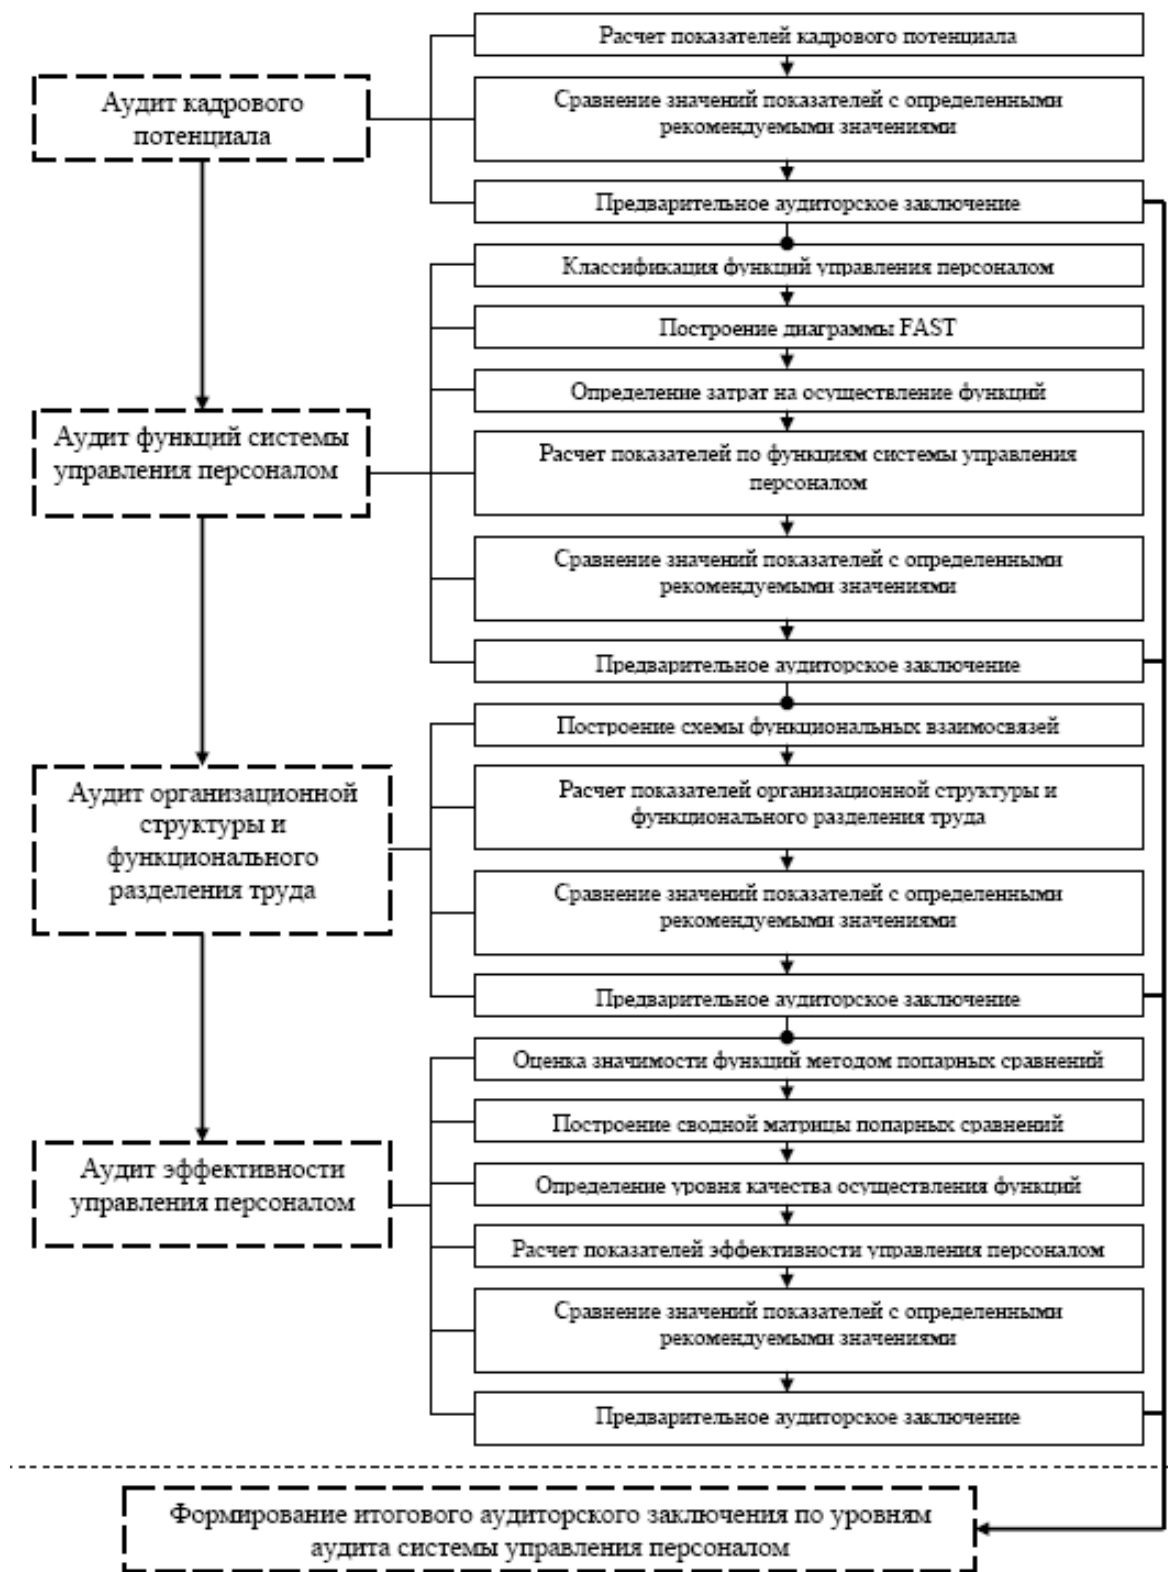 Аудит кадрового
потенциала
Расчет показателей кадрового потенциала
Сравнение значений показателей с определенными
рекомендуемыми значениями
Предварительное аудиторское заключение
Аудит функций системы
управления персоналом
Классификация функций управления персоналом
Построение диаграммы FAST
Определение затрат на осуществление функций
Расчет показателей по функциям системы управления
персоналом
Сравнение значений показателей с определенными
рекомендуемыми значениями
Предварительное аудиторское заключение
Аудит организационной
структуры и
функционального
разделения труда
Построение схемы функциональных взаимосвязей
Расчет показателей организационной структуры и
функционального разделения труда
Сравнение значений показателей с определенными
рекомендуемыми значениями
Предварительное аудиторское заключение
Аудит эффективности
управления персоналом
Оценка значимости функций методом попарных сравнений
Построение сводной матрицы попарных сравнений
Определение уровня качества осуществления функций
Расчет показателей эффективности управления персоналом
Сравнение значений показателей с определенными
рекомендуемыми значениями
Предварительное аудиторское заключение
Формирование итогового аудиторского заключения по уровням
аудита системы управления персоналом